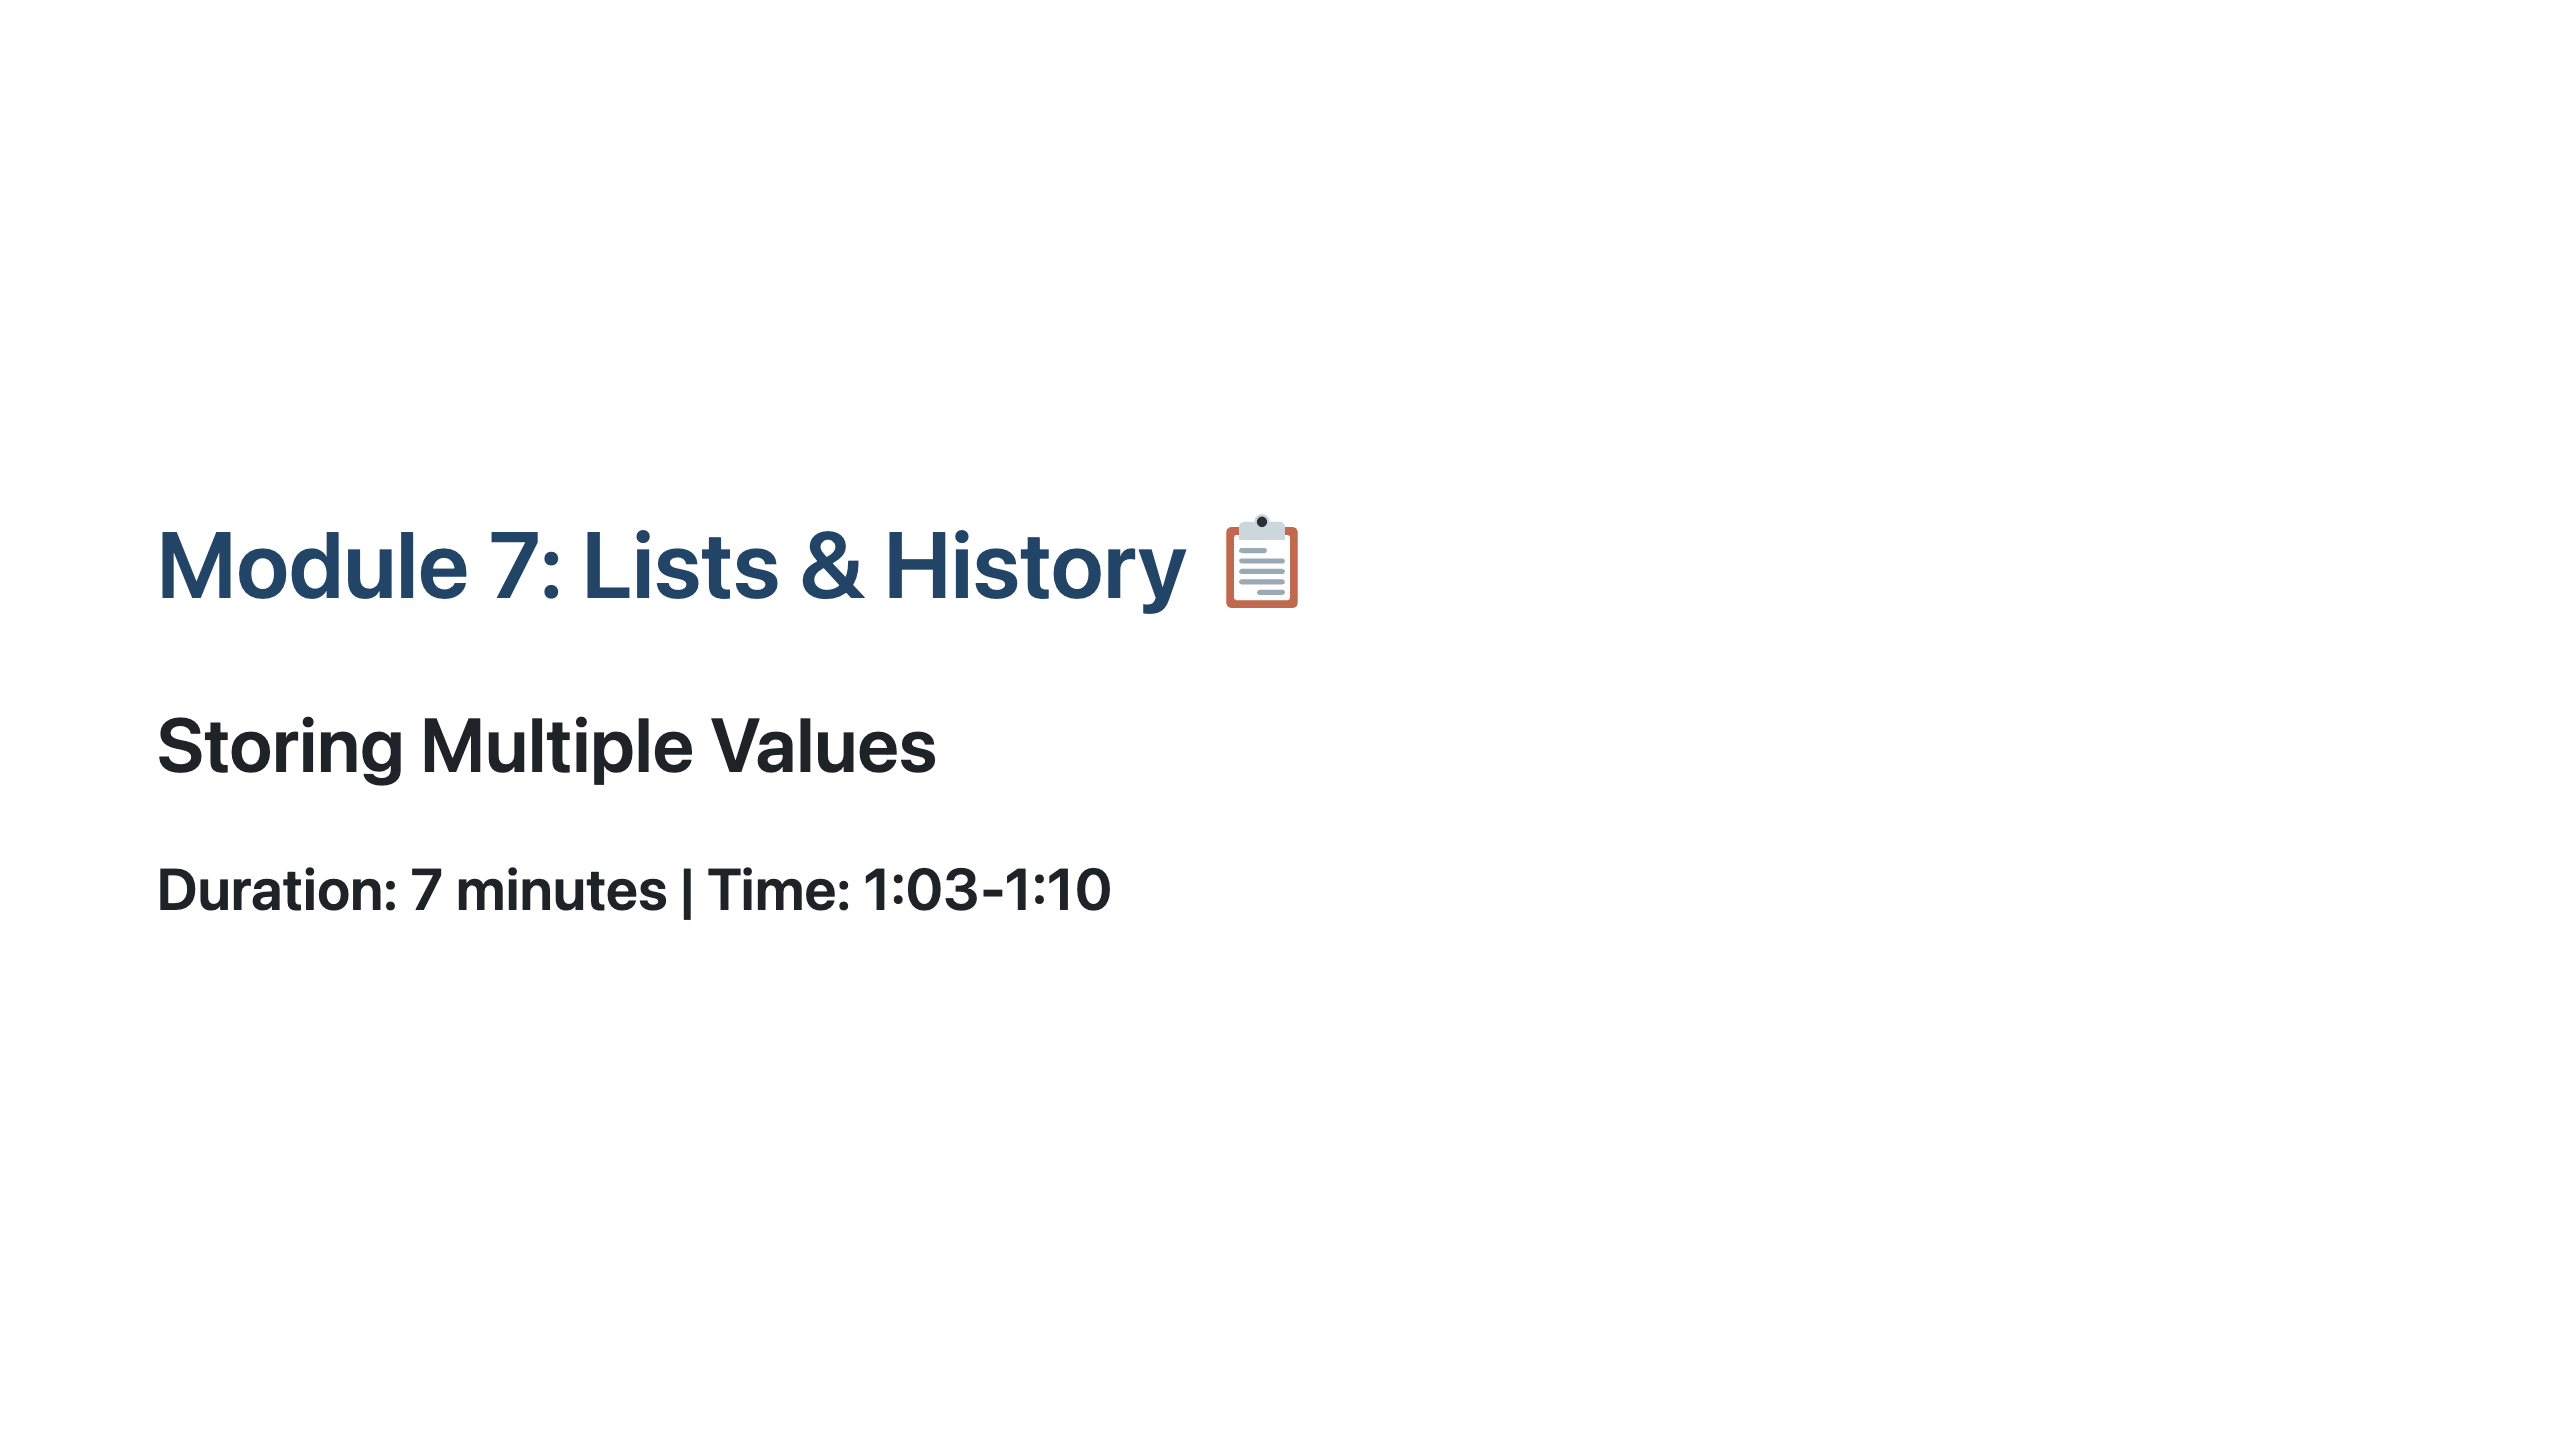 Module 7: Lists & History 📋
Storing Multiple Values
Duration: 7 minutes | Time: 1:03-1:10